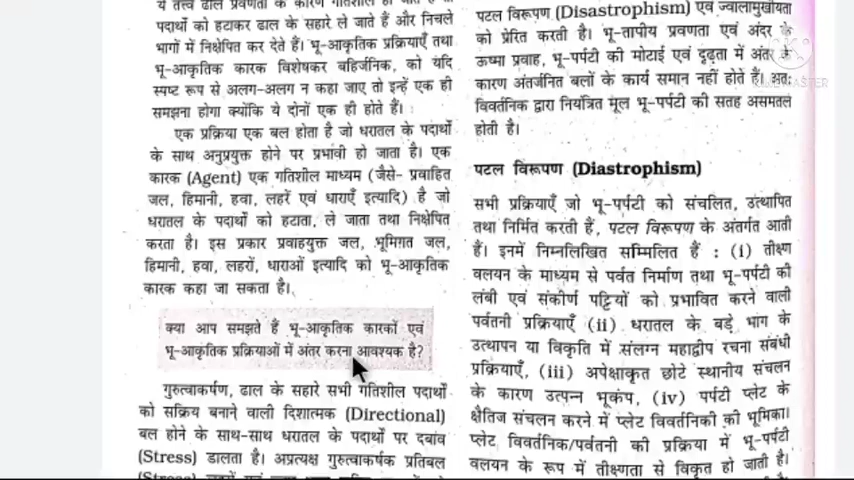 ये तत्त्व ढाल प्रवणता के कारण गतिशील हो जाते हैं
पदार्थों को हटाकर ढाल के सहारे ले जाते हैं और निचले
भागों में निक्षेपित कर देते हैं। भू-आकृतिक प्रक्रियाएँ तथा
भू-आकृतिक कारक विशेषकर बहिर्जनिक, को यदि
स्पष्ट रूप से अलग-अलग न कहा जाए तो इन्हें एक ही
समझना होगा क्योंकि ये दोनों एक ही होते हैं।
एक प्रक्रिया एक बल होता है जो धरातल के पदार्थों
के साथ अनुप्रयुक्त होने पर प्रभावी हो जाता है। एक
कारक (Agent) एक गतिशील माध्यम (जैसे- प्रवाहित
जल, हिमानी, हवा, लहरें एवं धाराएँ इत्यादि) है जो
धरातल के पदार्थों को हटाता, ले जाता तथा निक्षेपित
करता है। इस प्रकार प्रवाहयुक्त जल, भूमिगत जल,
हिमानी, हवा, लहरों, धाराओं इत्यादि को भू-आकृतिक
कारक कहा जा सकता है।
क्या आप समझते हैं भू-आकृतिक कारकों एवं
भू-आकृतिक प्रक्रियाओं में अंतर करना आवश्यक है?
गुरुत्वाकर्षण, ढाल के सहारे सभी गतिशील पदार्थों
को सक्रिय बनाने वाली दिशात्मक (Directional)
बल होने के साथ-साथ धरातल के पदार्थों पर दबाव
(Stress) डालता है। अप्रत्यक्ष गुरुत्वाकर्षक प्रतिबल
पटल विरूपण (Disastrophism) एवं ज्वालामुखीयता
को प्रेरित करती है। भू-तापीय प्रवणता एवं अंदर के
ऊष्मा प्रवाह, भू-पर्पटी की मोटाई एवं दृढ़ता में अंतर के
कारण अंतर्जनित बलों के कार्य समान नहीं होते हैं। अतः
विवर्तनिक द्वारा नियंत्रित मूल भू-पर्पटी की सतह असमतल
होती है।
पटल विरूपण (Diastrophism)
सभी प्रक्रियाएँ जो भू-पर्पटी को संचलित, उत्थापित
तथा निर्मित करती हैं, पटल विरूपण के अंतर्गत आती
हैं। इनमें निम्नलिखित सम्मिलित हैं : (i) तीक्ष्ण
वलयन के माध्यम से पर्वत निर्माण तथा भू-पर्पटी की
लंबी एवं संकीर्ण पट्टियों को प्रभावित करने वाली
पर्वतनी प्रक्रियाएँ (ii) धरातल के बड़े भाग के
उत्थापन या विकृति में संलग्न महाद्वीप रचना संबंधी
प्रक्रियाएँ, (iii) अपेक्षाकृत छोटे स्थानीय संचलन
के कारण उत्पन्न भूकंप, (iv) पर्पटी प्लेट के
क्षैतिज संचलन करने में प्लेट विवर्तनिकी की भूमिका।
प्लेट विवर्तनिक/पर्वतनी की प्रक्रिया में भू-पर्पटी
वलयन के रूप में तीक्ष्णता से विकृत हो जाती है।